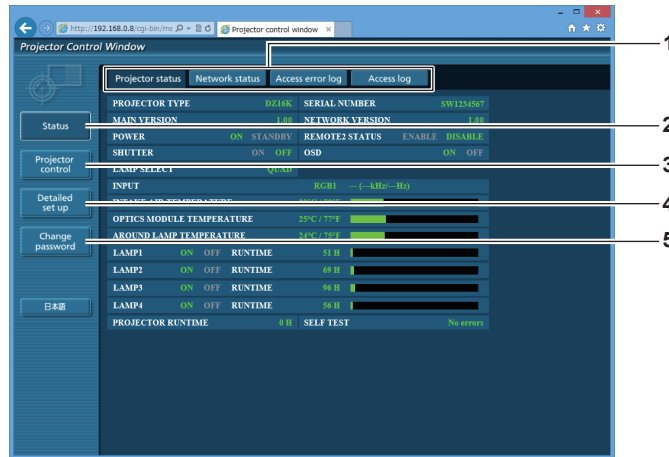 http://192.168.0.8/cgi-bin/ma
Projector control window ×
Projector Control Window
1
Projector status Network status Access error log Access log
PROJECTOR TYPE DZ16K SERIAL NUMBER SW1234567
Status MAIN VERSION 1.00 NETWORK VERSION 1.00
2
POWER ON STANDBY REMOTE2 STATUS ENABLE DISABLE
SHUTTER ON OFF OSD ON OFF
Projector control
3
LAMP SELECT QUAD
INPUT RGB1 --- (---kHz/---Hz)
Detailed set up
4
INTAKE AIR TEMPERATURE
OPTICS MODULE TEMPERATURE 25°C / 77°F
Change password
5
AROUND LAMP TEMPERATURE 24°C / 75°F
LAMP1 ON OFF RUNTIME 51 H
LAMP2 ON OFF RUNTIME 69 H
LAMP3 ON OFF RUNTIME 96 H
日本語 LAMP4 ON OFF RUNTIME 56 H
PROJECTOR RUNTIME 0 H SELF TEST No errors